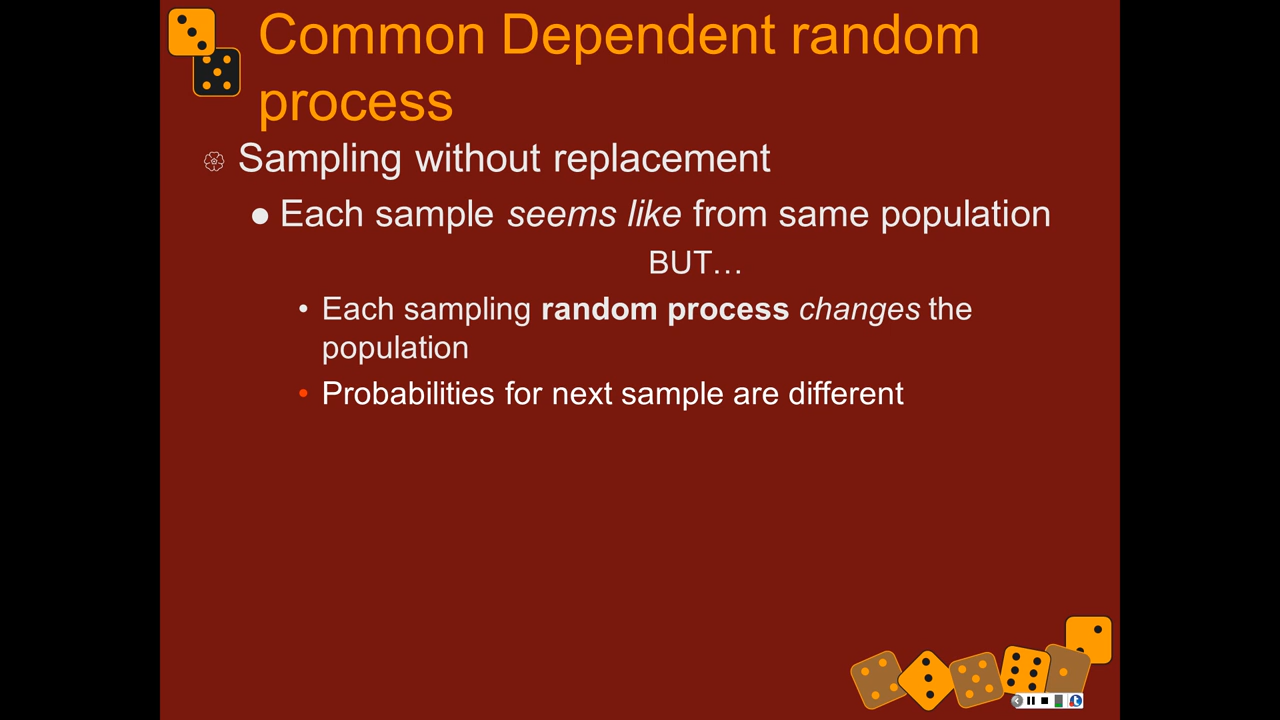 Common Dependent random
process
Sampling without replacement
● Each sample seems like from same population
BUT…
• Each sampling random process changes the
population
• Probabilities for next sample are different